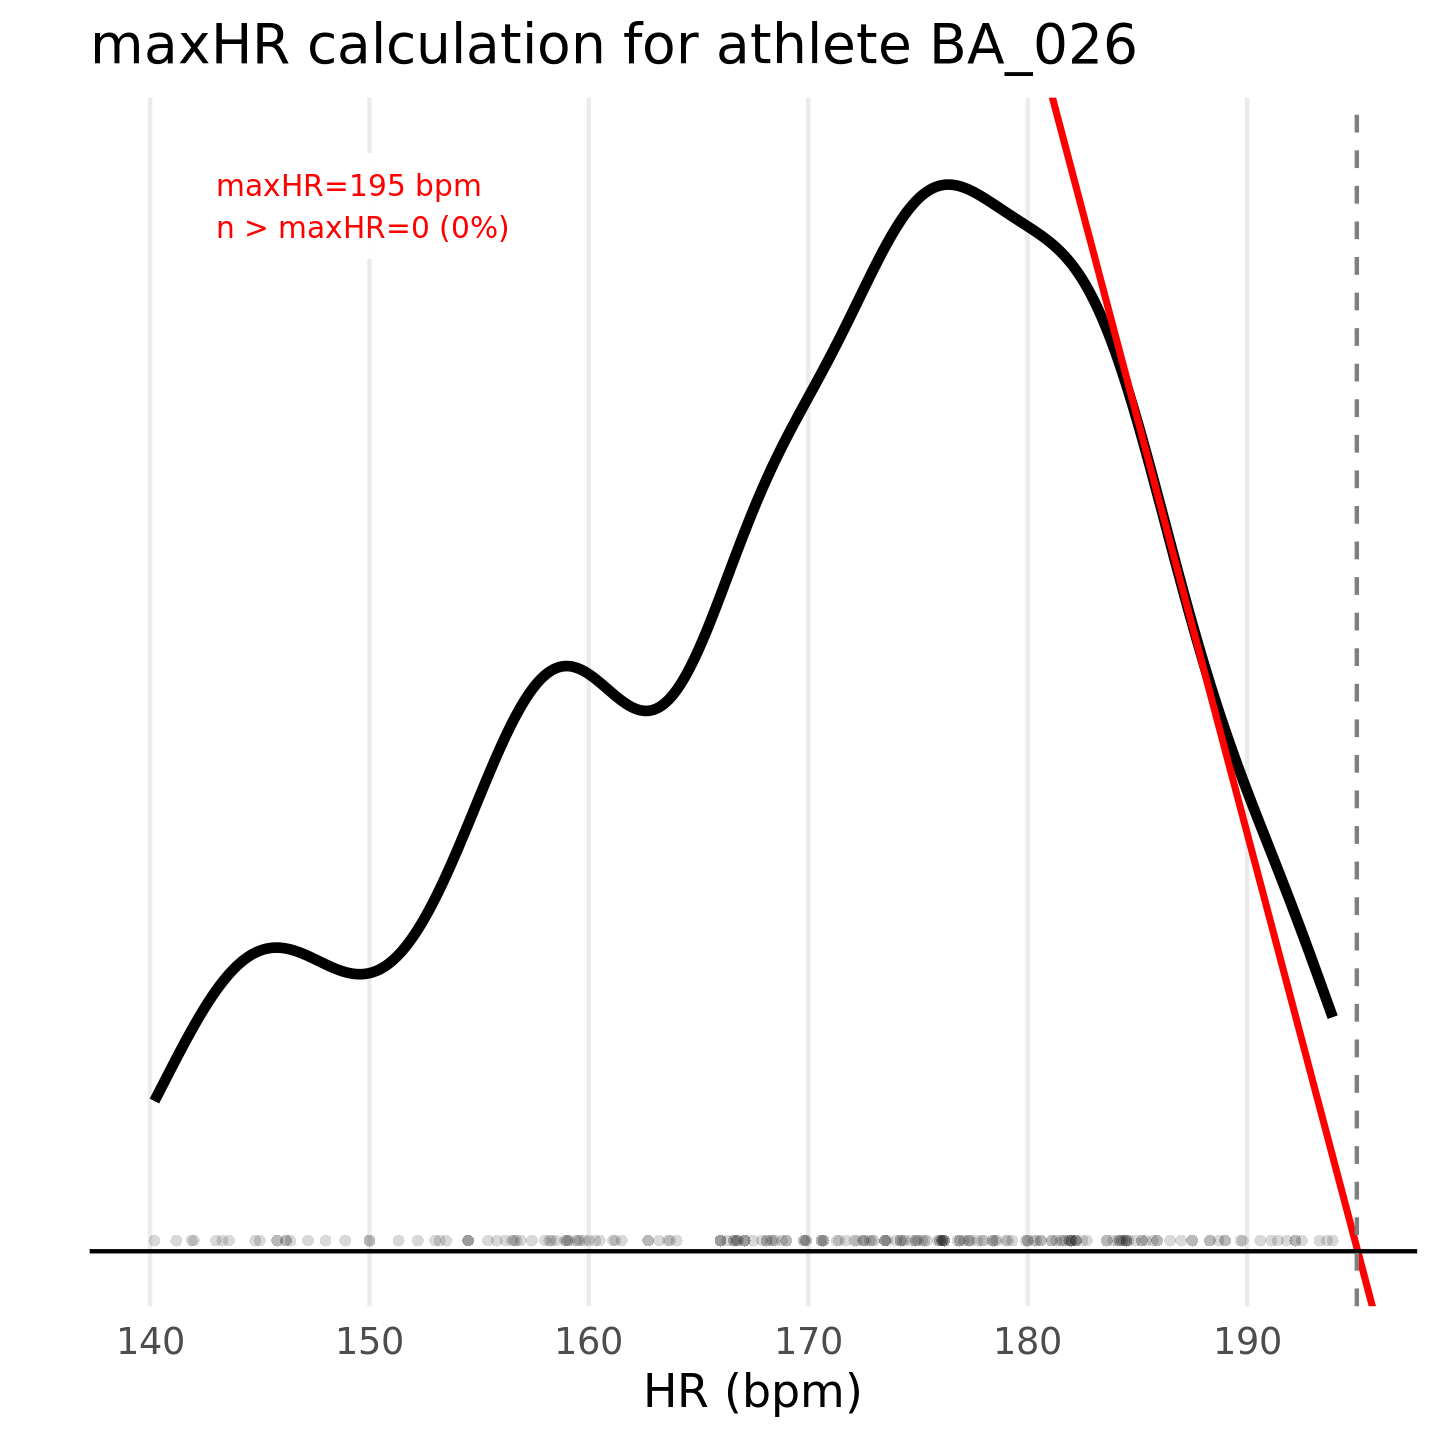 maxHR calculation for athlete BA_026
maxHR=195 bpm
n > maxHR=0 (0%)
140 150 160 170 180 190
HR (bpm)